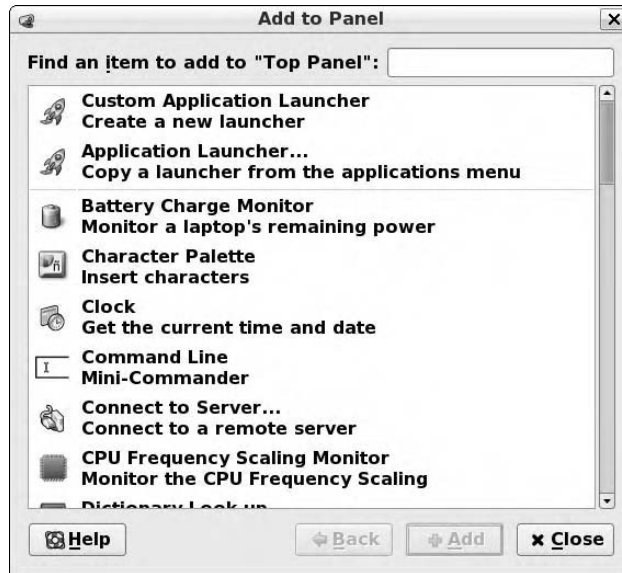 Add to Panel
Find an item to add to "Top Panel":
Custom Application Launcher
Create a new launcher
Application Launcher...
Copy a launcher from the applications menu
Battery Charge Monitor
Monitor a laptop's remaining power
Character Palette
Insert characters
Clock
Get the current time and date
Command Line
Mini-Commander
Connect to Server...
Connect to a remote server
CPU Frequency Scaling Monitor
Monitor the CPU Frequency Scaling
Dictionary Look up
Help Back Add Close